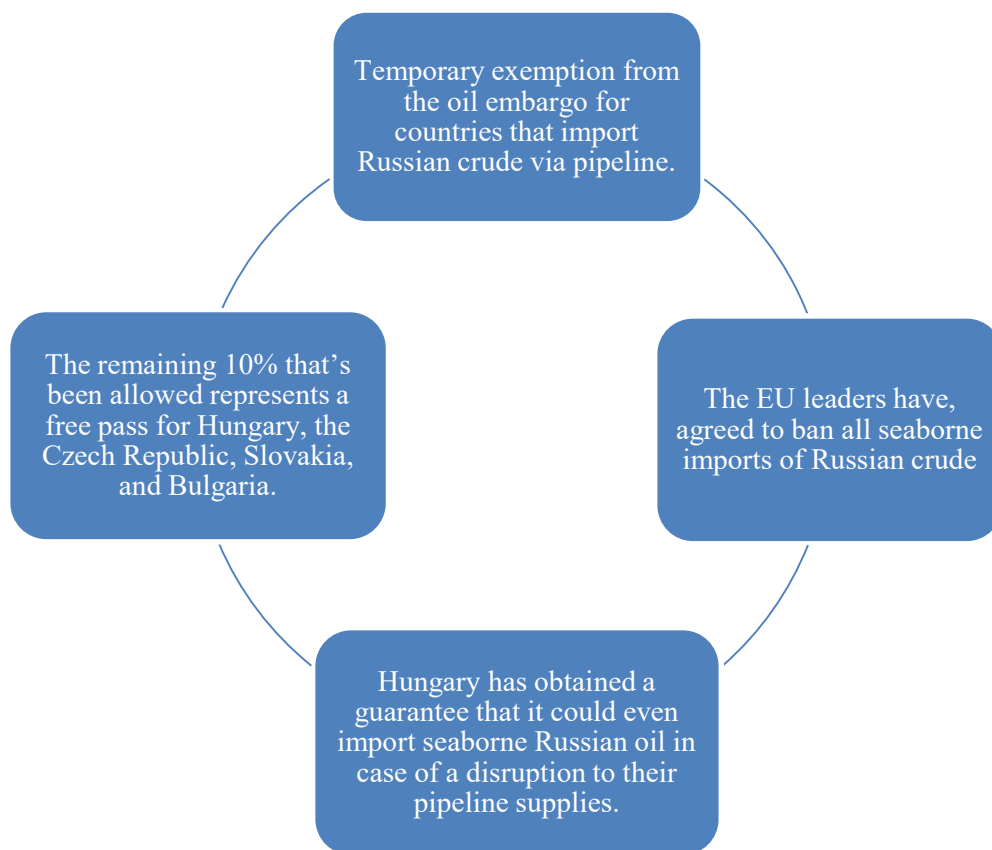 Temporary exemption from
the oil embargo for
countries that import
Russian crude via pipeline.
The EU leaders have,
agreed to ban all seaborne
imports of Russian crude
Hungary has obtained a
guarantee that it could even
import seaborne Russian oil in
case of a disruption to their
pipeline supplies.
The remaining 10% that’s
been allowed represents a
free pass for Hungary, the
Czech Republic, Slovakia,
and Bulgaria.